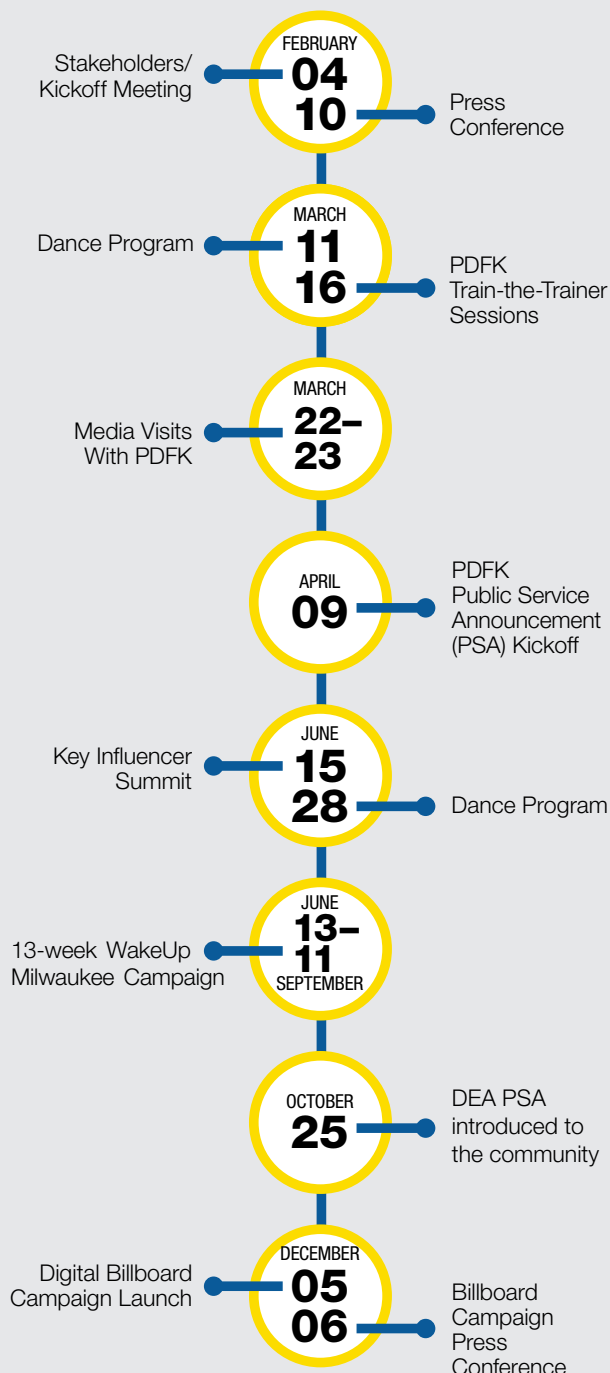 FEBRUARY
Stakeholders/
Kickoff Meeting
04
10
Press
Conference
MARCH
Dance Program
11
16
PDFK
Train-the-Trainer
Sessions
MARCH
Media Visits
With PDFK
22–
23
APRIL
09
PDFK
Public Service
Announcement
(PSA) Kickoff
JUNE
Key Influencer
Summit
15
28
Dance Program
JUNE
13-week WakeUp
Milwaukee Campaign
13–
11
SEPTEMBER
OCTOBER
25
DEA PSA
introduced to
the community
DECEMBER
Digital Billboard
Campaign Launch
05
06
Billboard
Campaign
Press
Conference